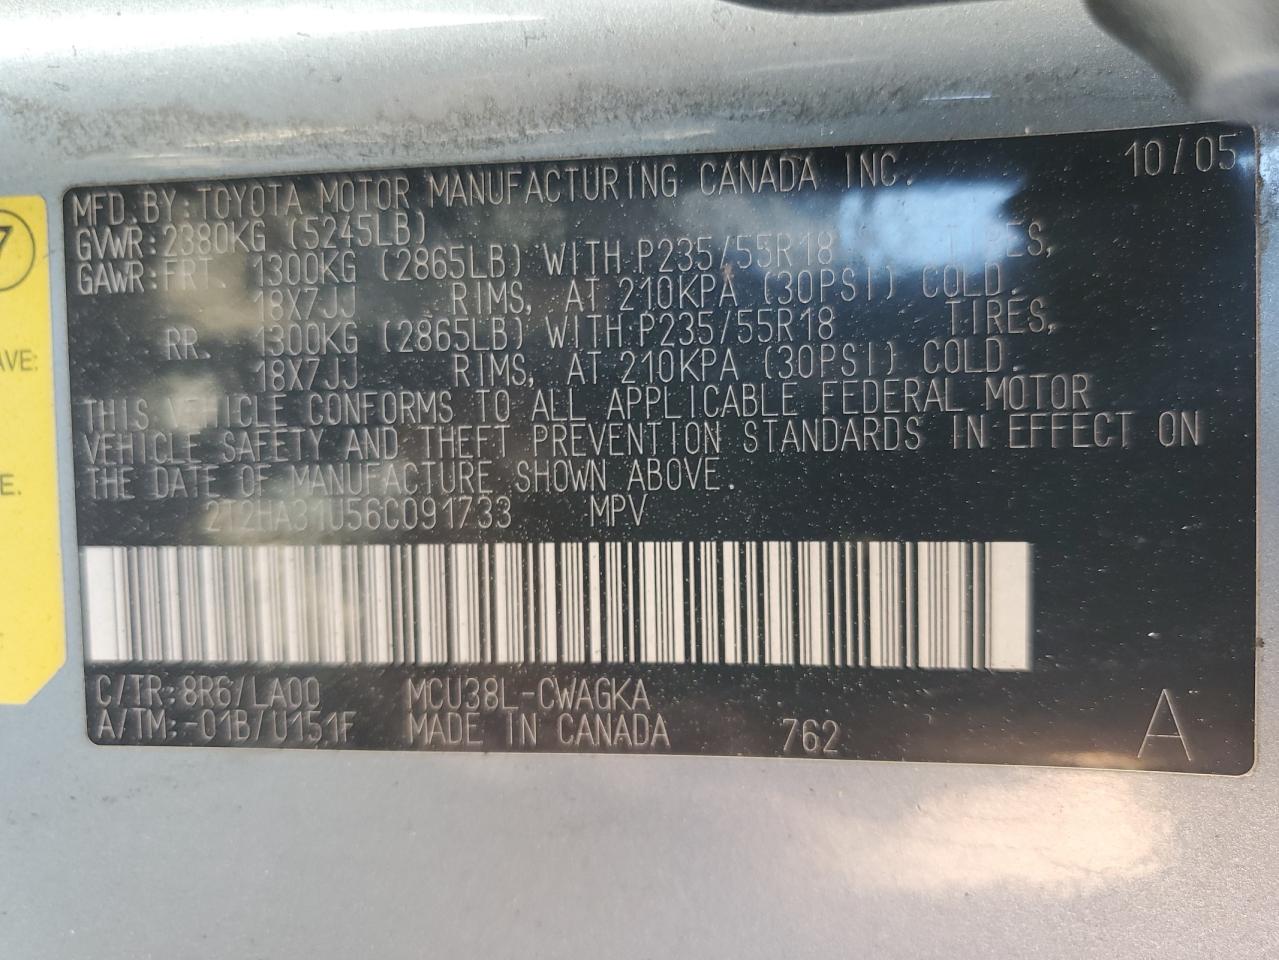 10/05
MFD. BY: TOYOTA MOTOR MANUFACTURING CANADA INC.
GVWR: 2380KG (5245LB)
GAWR: FRT. 1300KG (2865LB) WITH P235/55R18 TIRES,
18X7JJ RIMS, AT 210KPA (30PSI) COLD.
RR. 1300KG (2865LB) WITH P235/55R18 TIRES,
18X7JJ RIMS, AT 210KPA (30PSI) COLD.
THIS VEHICLE CONFORMS TO ALL APPLICABLE FEDERAL MOTOR
VEHICLE SAFETY AND THEFT PREVENTION STANDARDS IN EFFECT ON
THE DATE OF MANUFACTURE SHOWN ABOVE.
2T2HA31U56C091733 MPV
C/TR: 8R6/LA00 MCU38L-CWAGKA
A/TM: -01B/U151F MADE IN CANADA 762 A
7
AVE:
E.